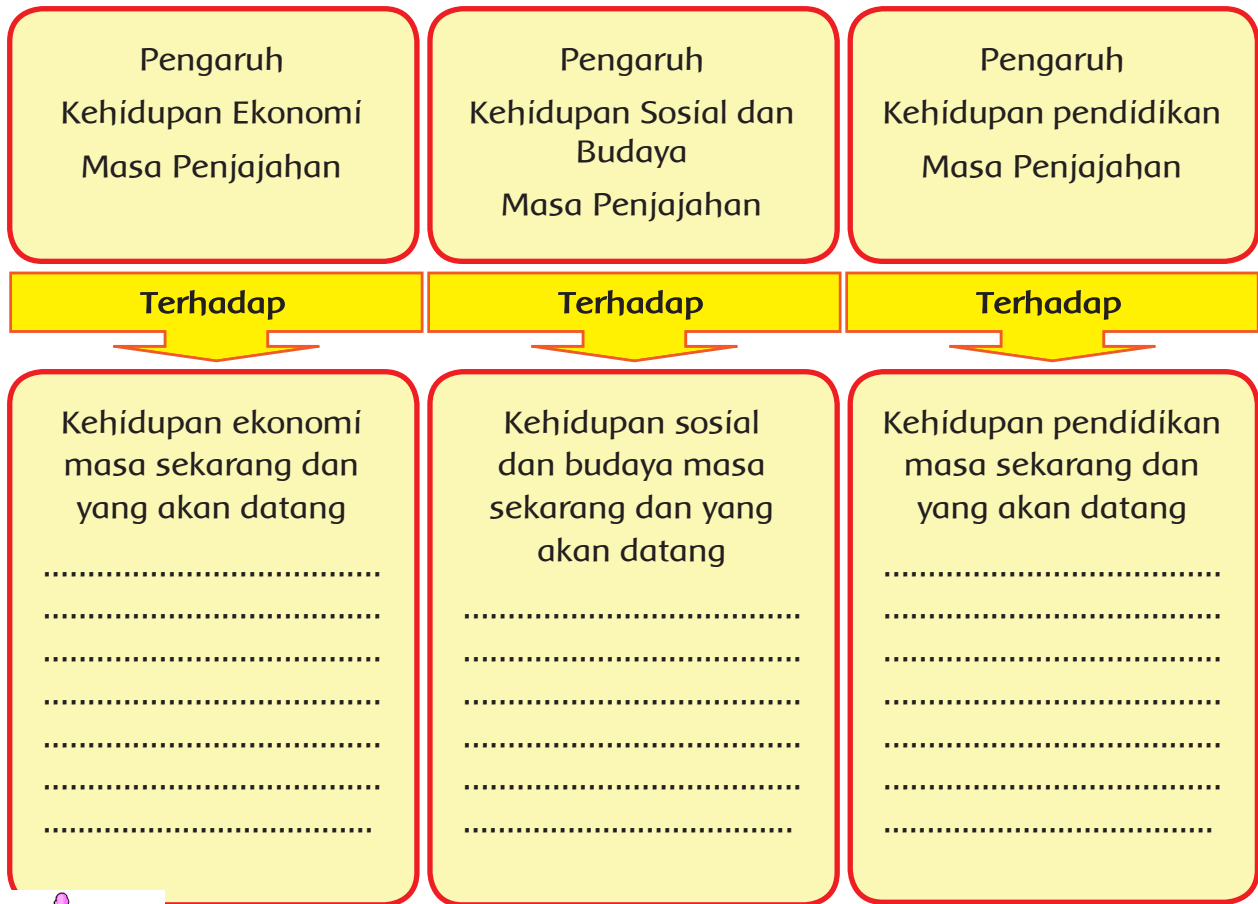 Pengaruh
Kehidupan Ekonomi
Masa Penjajahan
Terhadap
Kehidupan ekonomi
masa sekarang dan
yang akan datang
......................................
......................................
......................................
......................................
......................................
......................................
.....................................
Pengaruh
Kehidupan Sosial dan
Budaya
Masa Penjajahan
Terhadap
Kehidupan sosial
dan budaya masa
sekarang dan yang
akan datang
......................................
......................................
......................................
......................................
......................................
.....................................
Pengaruh
Kehidupan pendidikan
Masa Penjajahan
Terhadap
Kehidupan pendidikan
masa sekarang dan
yang akan datang
......................................
......................................
......................................
......................................
......................................
......................................
.....................................